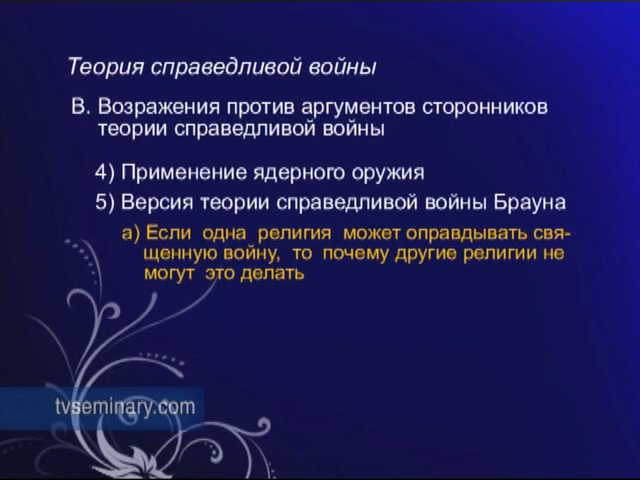 Теория справедливой войны
В. Возражения против аргументов сторонников
теории справедливой войны
4) Применение ядерного оружия
5) Версия теории справедливой войны Брауна
а) Если одна религия может оправдывать свя-
щенную войну, то почему другие религии не
могут это делать
tvseminary.com